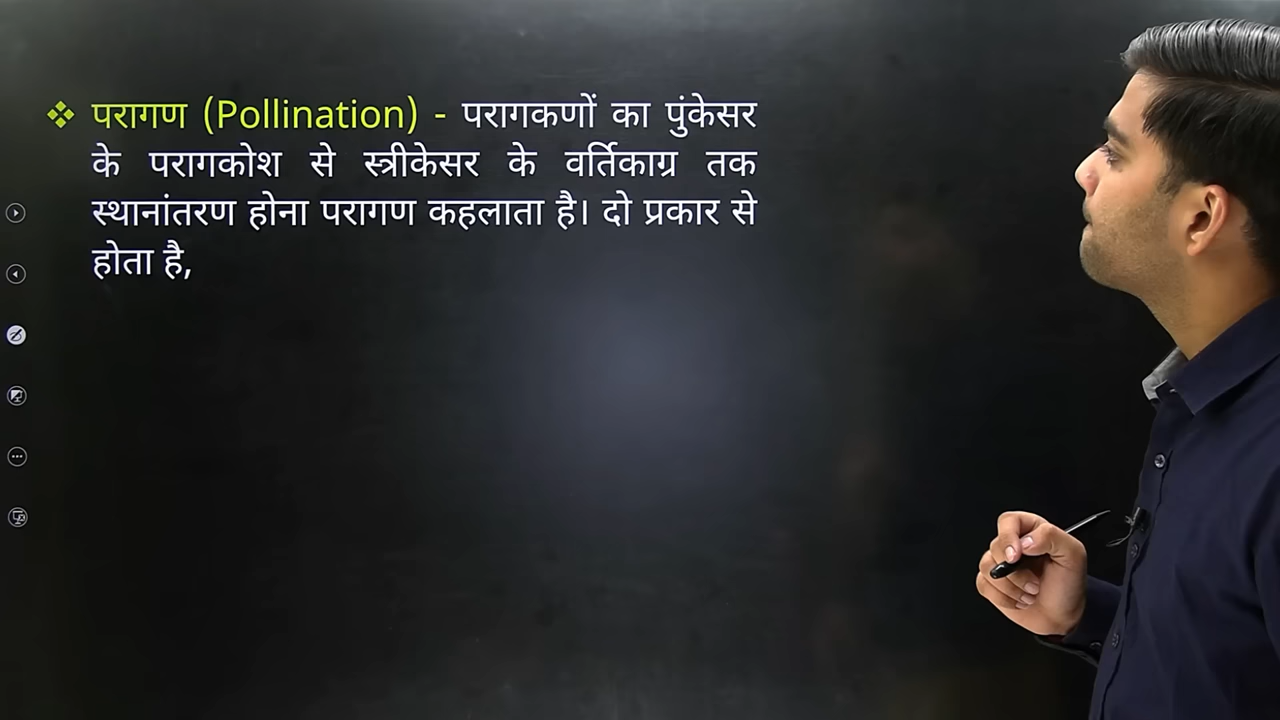 ❖ परागण (Pollination) - परागकणों का पुंकेसर
के परागकोश से स्त्रीकेसर के वर्तिकाग्र तक
स्थानांतरण होना परागण कहलाता है। दो प्रकार से
होता है,